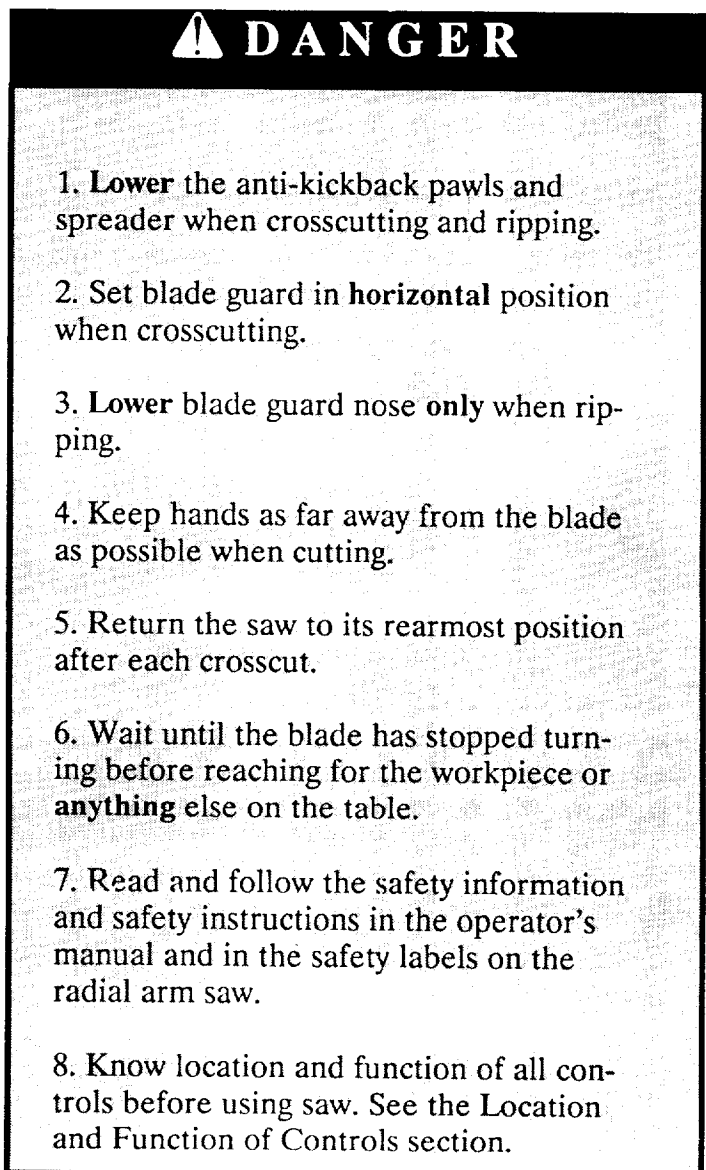 DANGER
1. Lower the anti-kickback pawls and
spreader when crosscutting and ripping.
2. Set blade guard in horizontal position
when crosscutting.
3. Lower blade guard nose only when rip-
ping.
4. Keep hands as far away from the blade
as possible when cutting.
5. Return the saw to its rearmost position
after each crosscut.
6. Wait until the blade has stopped turn-
ing before reaching for the workpiece or
anything else on the table.
7. Read and follow the safety information
and safety instructions in the operator's
manual and in the safety labels on the
radial arm saw.
8. Know location and function of all con-
trols before using saw. See the Location
and Function of Controls section.